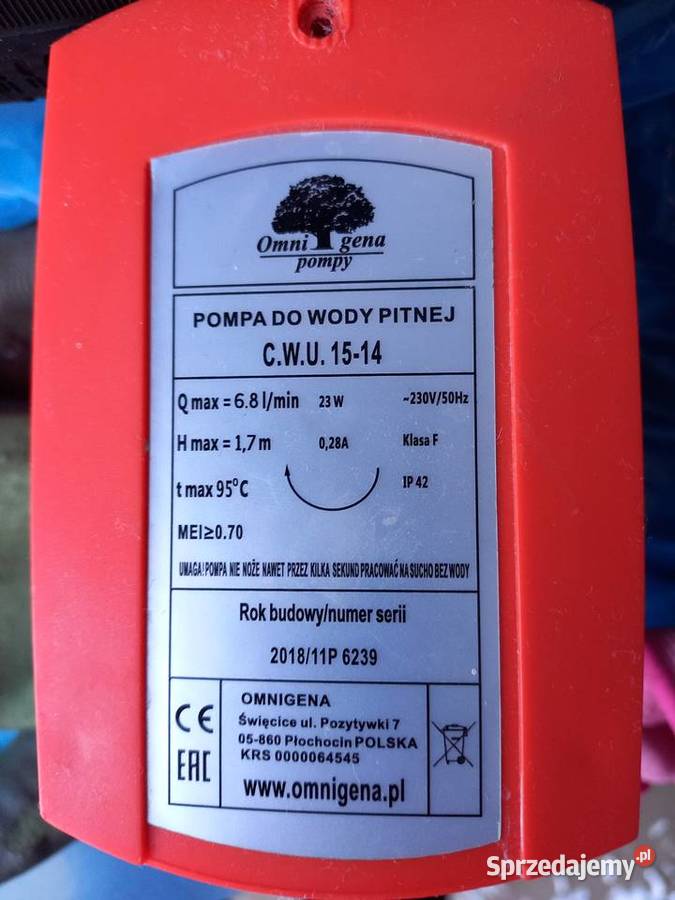 Omni gena
pompy
POMPA DO WODY PITNEJ
C.W.U. 15-14
Q max = 6.8 l/min 23 W ~230V/50Hz
H max = 1,7 m 0,28A Klasa F
t max 95°C IP 42
MEI≥0.70
UWAGA! POMPA NIE NOŻE NAWET PRZEZ KILKA SEKUND PRACOWAĆ NA SUCHO BEZ WODY
Rok budowy/numer serii
2018/11P 6239
CE
EAC
OMNIGENA
Święcice ul. Pozytywki 7
05-860 Płochocin POLSKA
KRS 0000064545
www.omnigena.pl
Sprzedajemy.pl